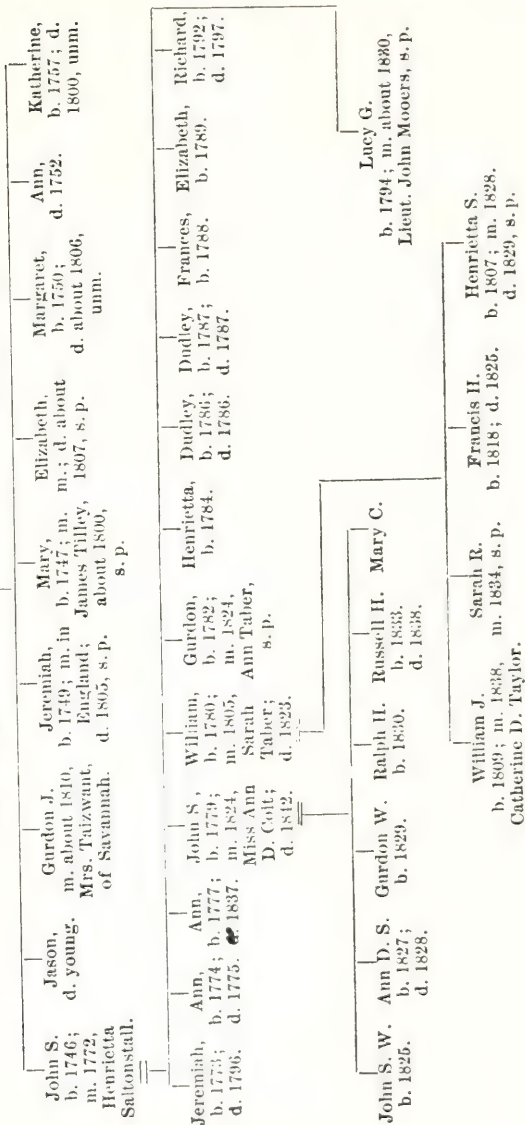 John S.
b. 1746;
m. 1772,
Henrietta
Saltonstall.
Jason,
d. young.
Gurdon J.
m. about 1810,
Mrs. Taizwant,
of Savannah.
Jeremiah,
b. 1749; m. in
England;
d. 1805, s. p.
Mary,
b. 1747; m.
James Tilley,
about 1800,
s. p.
Elizabeth,
m.; d. about
1807, s. p.
Margaret,
b. 1750;
d. about 1806,
unm.
Ann,
d. 1752.
Katherine,
b. 1757; d.
1800, unm.
Jeremiah,
b. 1773;
d. 1796.
Ann,
b. 1774;
d. 1775.
Ann,
b. 1777;
d. 1837.
John S.,
b. 1779;
m. 1824,
Miss Ann
D. Coit;
d. 1842.
William,
b. 1780;
m. 1805,
Sarah
Taber;
d. 1823.
Gurdon,
b. 1782;
m. 1824,
Ann Taber,
s. p.
Henrietta,
b. 1784.
Dudley,
b. 1786;
d. 1786.
Dudley,
b. 1787;
d. 1787.
Frances,
b. 1788.
Elizabeth,
b. 1789.
Richard,
b. 1792;
d. 1797.
Lucy G.
b. 1794; m. about 1830,
Lieut. John Mooers, s. p.
John S. W.
b. 1825.
Ann D. S.
b. 1827;
d. 1828.
Gurdon W.
b. 1829.
Ralph H.
b. 1830.
Russell H.
b. 1833.
d. 1838.
Mary C.
William J.
b. 1809; m. 1838,
Catherine D. Taylor.
Sarah R.
m. 1834, s. p.
Francis H.
b. 1818; d. 1825.
Henrietta S.
b. 1807; m. 1828.
d. 1829, s. p.